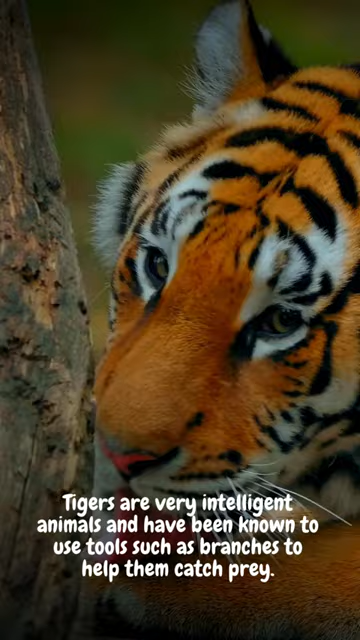 Tigers are very intelligent
animals and have been known to
use tools such as branches to
help them catch prey.